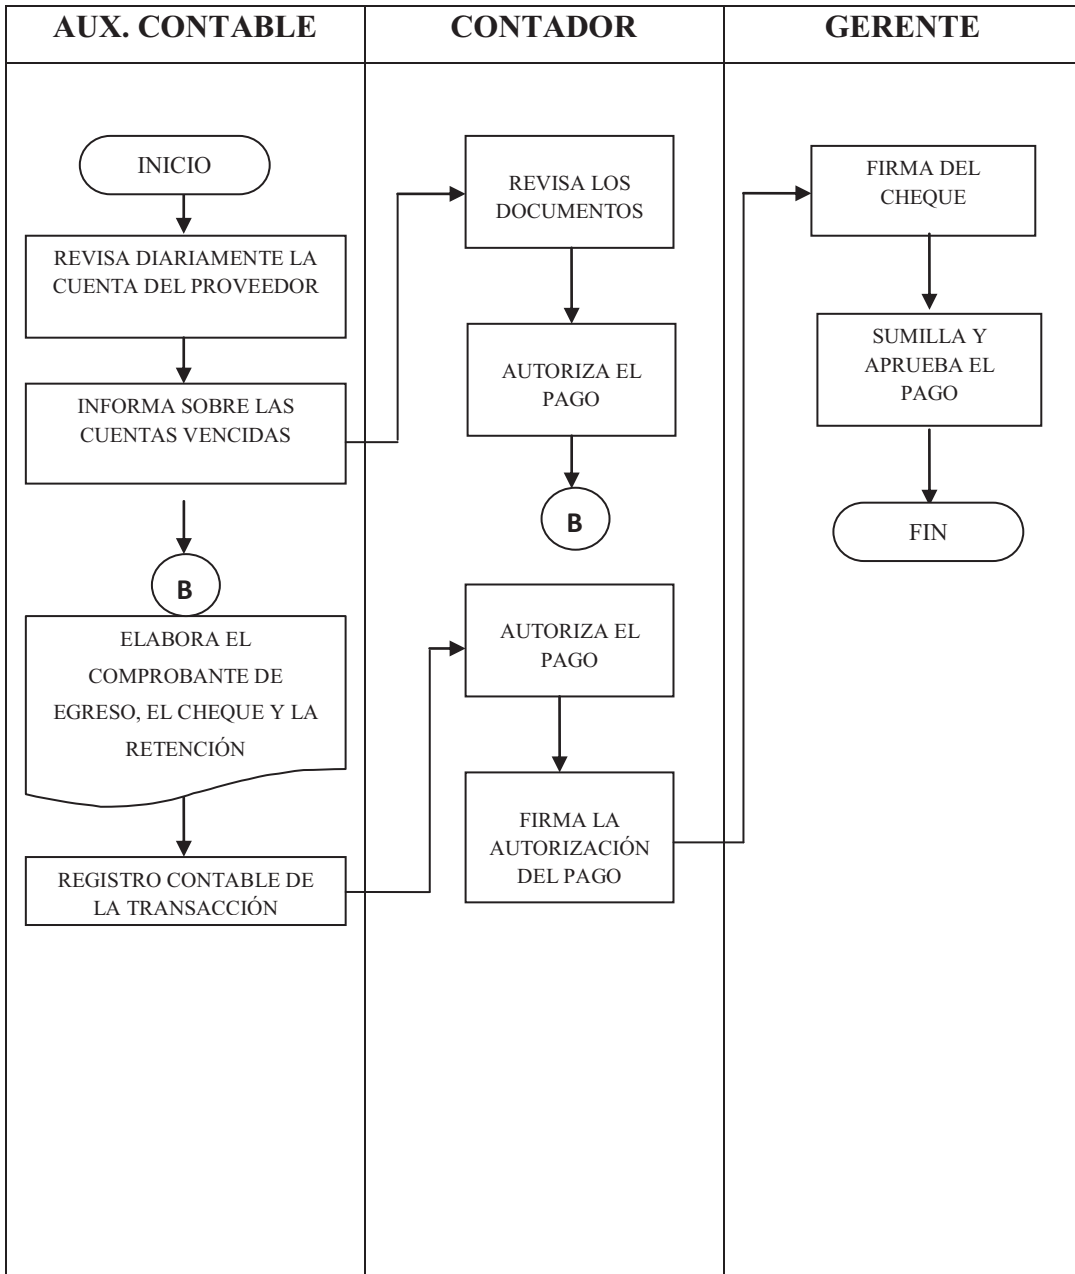 AUX. CONTABLE
CONTADOR
GERENTE
INICIO
REVISA DIARIAMENTE LA
CUENTA DEL PROVEEDOR
INFORMA SOBRE LAS
CUENTAS VENCIDAS
B
ELABORA EL
COMPROBANTE DE
EGRESO, EL CHEQUE Y LA
RETENCIÓN
REGISTRO CONTABLE DE
LA TRANSACCIÓN
REVISA LOS
DOCUMENTOS
AUTORIZA EL
PAGO
B
AUTORIZA EL
PAGO
FIRMA LA
AUTORIZACIÓN
DEL PAGO
FIRMA DEL
CHEQUE
SUMILLA Y
APRUEBA EL
PAGO
FIN